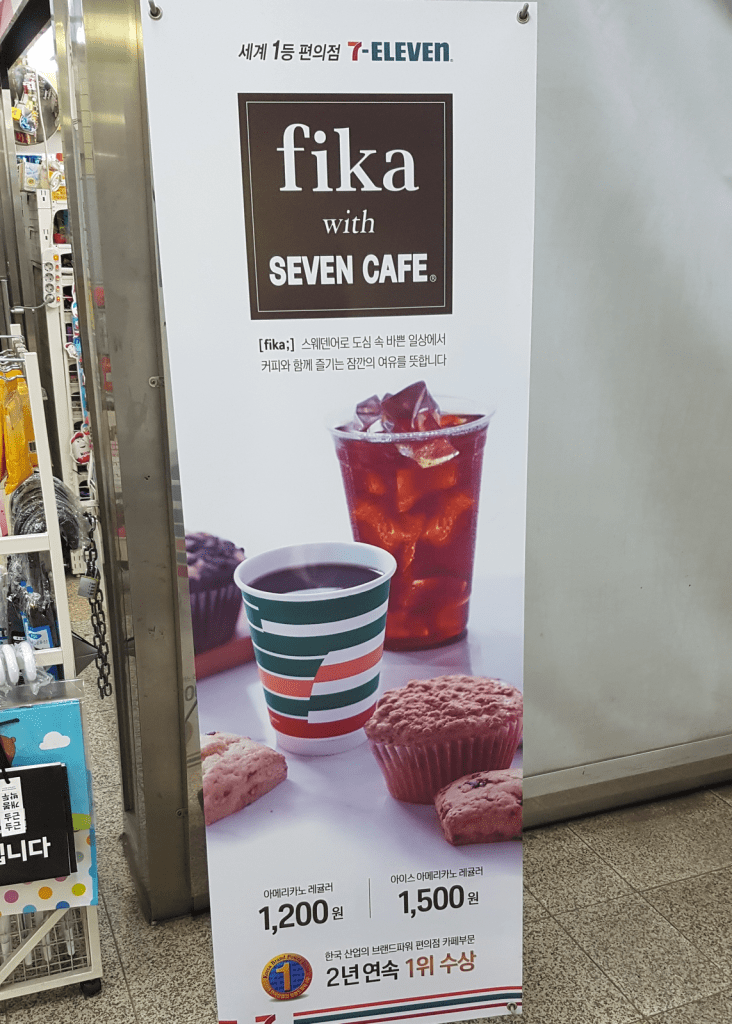 세계 1등 편의점 7-ELEVEN
fika
with
SEVEN CAFE®
[fika;] 스웨덴어로 도심 속 바쁜 일상에서
커피와 함께 즐기는 잠깐의 여유를 뜻합니다
아메리카노 레귤러
1,200원
아이스 아메리카노 레귤러
1,500원
한국 산업의 브랜드파워 편의점 카페부문
2년 연속 1위 수상
1
7
입니다